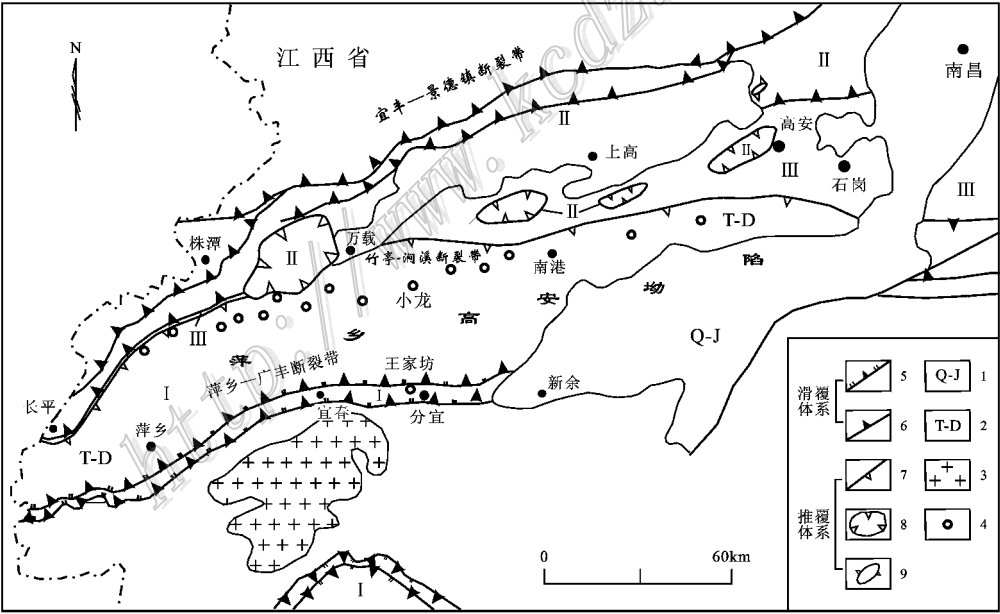 N
江西省
宜丰—景德镇断裂带
II
南昌
II
高安
上高
II
III
石岗
III
II
T-D
株潭
II
万载
竹亭-涧溪断裂带
南港
小龙
萍乡高安坳陷
III
Q-J
I
萍乡—广丰断裂带
王家坊
I
新余
长平
宜春
分宜
萍乡
T-D
I
0 60km
滑覆体系
推覆体系
5 Q-J 1
6 T-D 2
7 3
8 4
9
http://www.kcdz